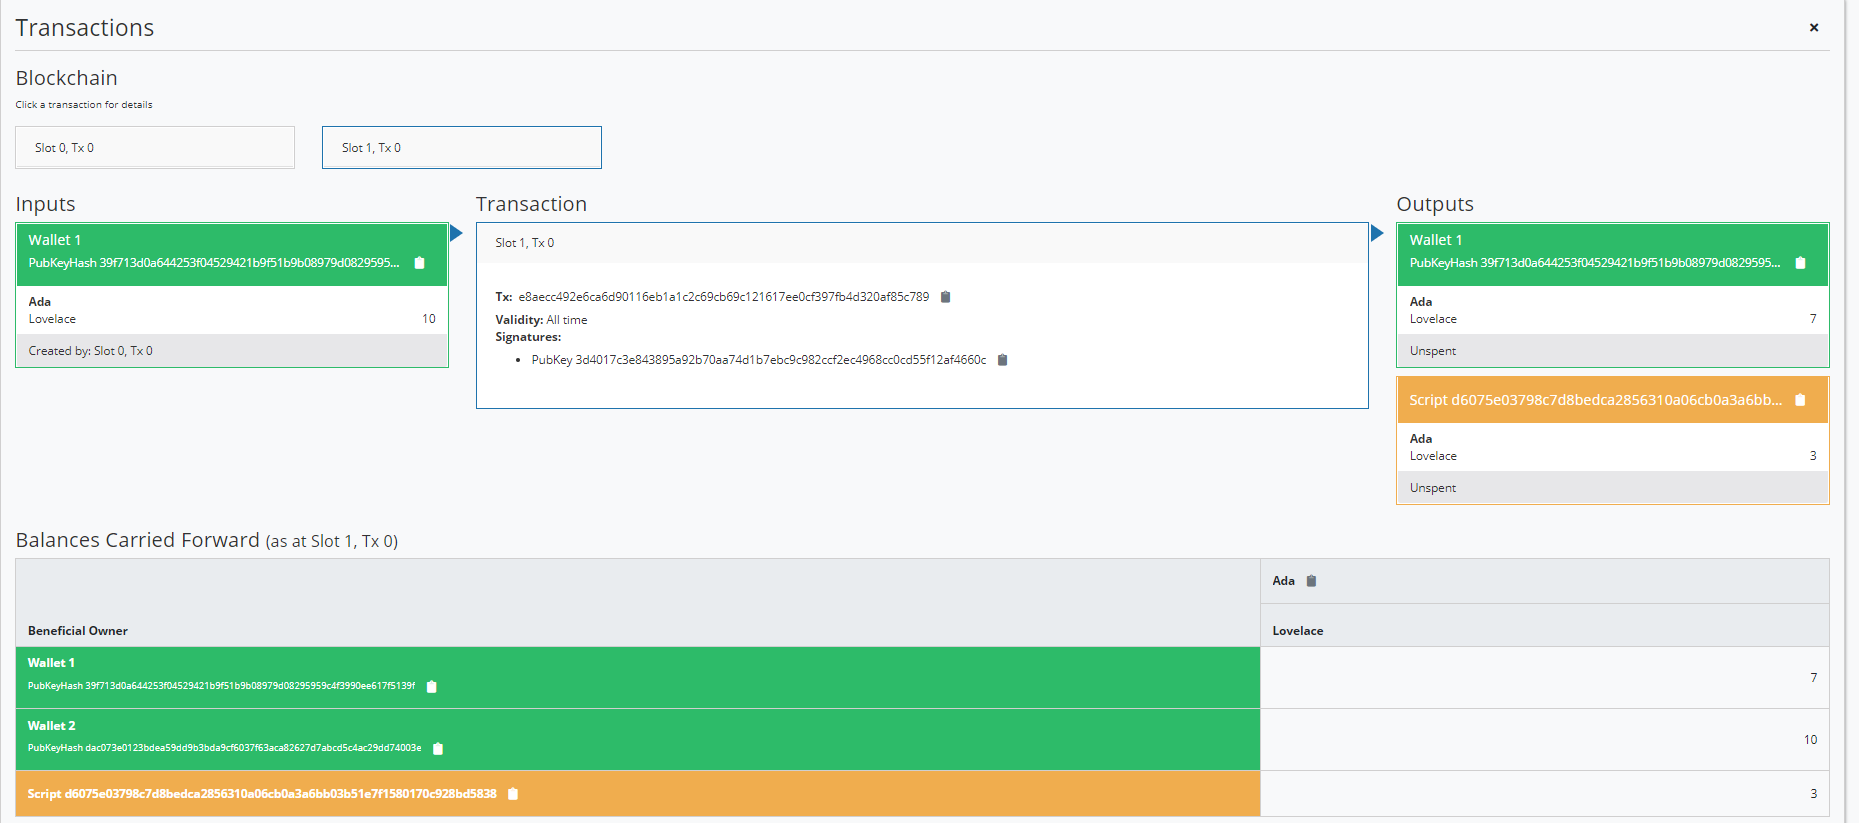 Transactions
×
Blockchain
Click a transaction for details
Slot 0, Tx 0
Slot 1, Tx 0
Inputs
Wallet 1
PubKeyHash 39f713d0a644253f04529421b9f51b9b08979d0829595...
Ada
Lovelace 10
Created by: Slot 0, Tx 0
Transaction
Slot 1, Tx 0
Tx: e8aecc492e6ca6d90116eb1a1c2c69cb69c121617ee0cf397fb4d320af85c789
Validity: All time
Signatures:
• PubKey 3d4017c3e843895a92b70aa74d1b7ebc9c982ccf2ec4968cc0cd55f12af4660c
Outputs
Wallet 1
PubKeyHash 39f713d0a644253f04529421b9f51b9b08979d0829595...
Ada
Lovelace 7
Unspent
Script d6075e03798c7d8bedca2856310a06cb0a3a6bb...
Ada
Lovelace 3
Unspent
Balances Carried Forward (as at Slot 1, Tx 0)
Beneficial Owner
Ada
Lovelace
Wallet 1
PubKeyHash 39f713d0a644253f04529421b9f51b9b08979d08295959c4f3990ee617f5139f
7
Wallet 2
PubKeyHash dac073e0123bdea59dd9b3bda9cf6037f63aca82627d7abcd5c4ac29dd74003e
10
Script d6075e03798c7d8bedca2856310a06cb0a3a6bb03b51e7f1580170c928bd5838
3